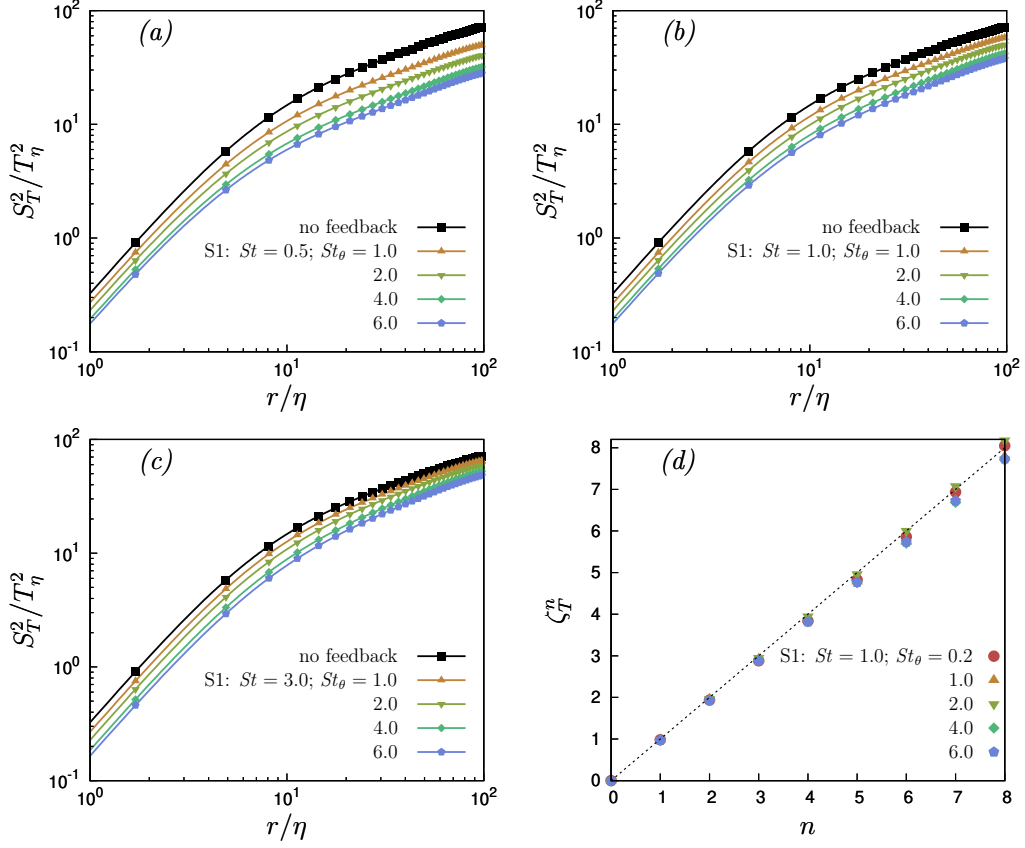 (a)
S_T^2/T_η^2
10^2
10^1
10^0
10^-1
no feedback
S1: St = 0.5; St_θ = 1.0
2.0
4.0
6.0
10^0 10^1 10^2
r/η
(b)
S_T^2/T_η^2
10^2
10^1
10^0
10^-1
no feedback
S1: St = 1.0; St_θ = 1.0
2.0
4.0
6.0
10^0 10^1 10^2
r/η
(c)
S_T^2/T_η^2
10^2
10^1
10^0
10^-1
no feedback
S1: St = 3.0; St_θ = 1.0
2.0
4.0
6.0
10^0 10^1 10^2
r/η
(d)
ζ_T^n
8
7
6
5
4
3
2
1
0
S1: St = 1.0; St_θ = 0.2
1.0
2.0
4.0
6.0
0 1 2 3 4 5 6 7 8
n